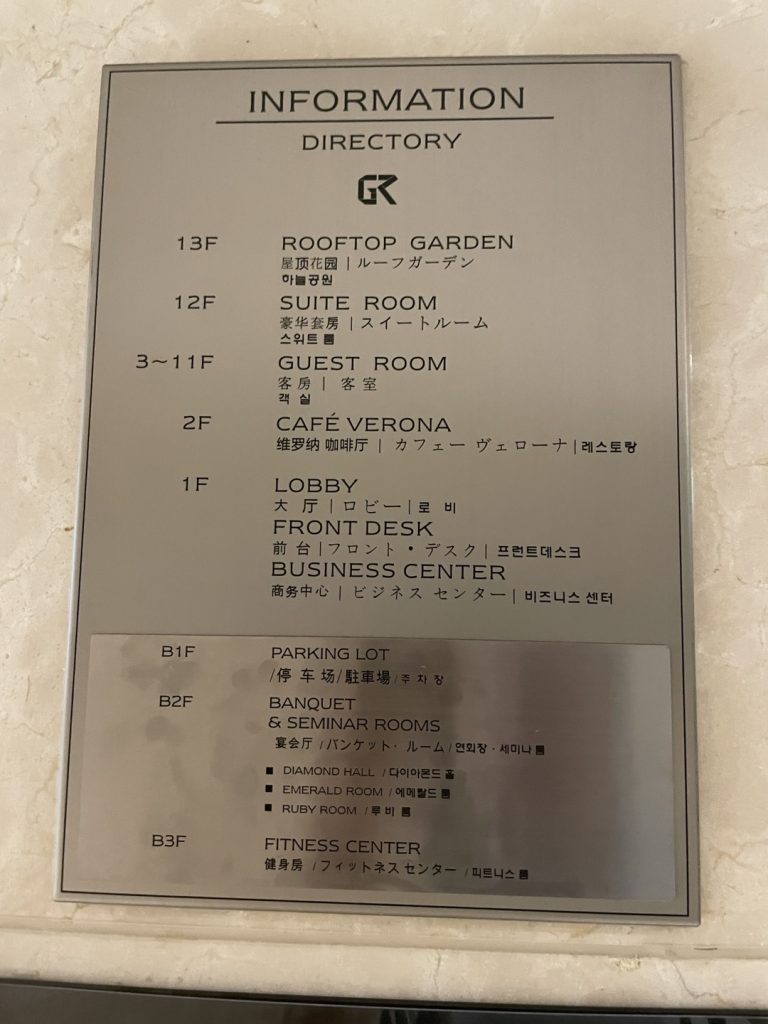 INFORMATION
DIRECTORY
GR
13F ROOFTOP GARDEN
屋顶花园 | ルーフガーデン
하늘공원
12F SUITE ROOM
豪华套房 | スイートルーム
스위트 룸
3~11F GUEST ROOM
客房 | 客室
객 실
2F CAFÉ VERONA
维罗纳 咖啡厅 | カフェー ヴェローナ | 레스토랑
1F LOBBY
大 厅 | ロビー | 로 비
FRONT DESK
前 台 | フロント・デスク | 프런트데스크
BUSINESS CENTER
商务中心 | ビジネス センター | 비즈니스 센터
B1F PARKING LOT
/停 车 场/駐車場/주 차 장
B2F BANQUET
& SEMINAR ROOMS
宴会厅 /バンケット・ルーム/연회장·세미나 룸
■ DIAMOND HALL /다이아몬드 홀
■ EMERALD ROOM /에메랄드 룸
■ RUBY ROOM /루 비 룸
B3F FITNESS CENTER
健身房 /フィットネス センター /피트니스 룸